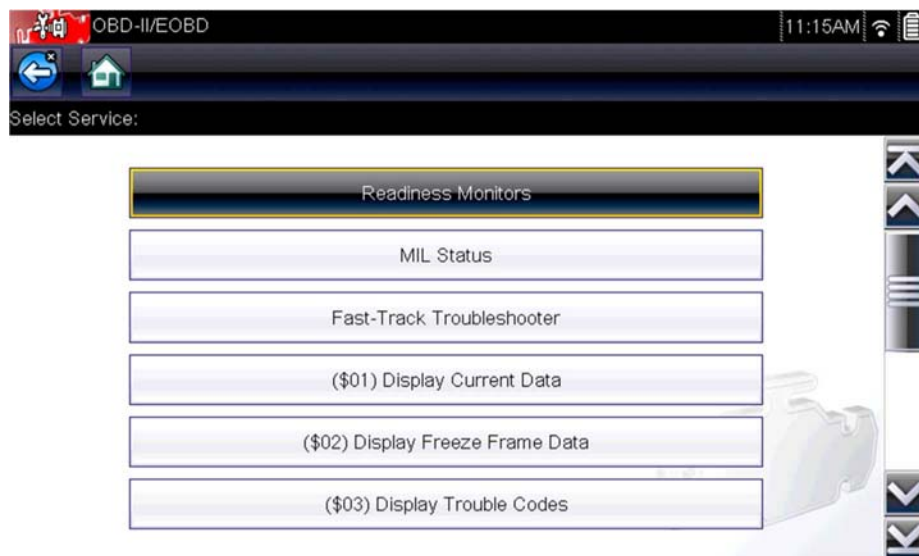 OBD-II/EOBD 11:15AM
Select Service:
Readiness Monitors
MIL Status
Fast-Track Troubleshooter
($01) Display Current Data
($02) Display Freeze Frame Data
($03) Display Trouble Codes